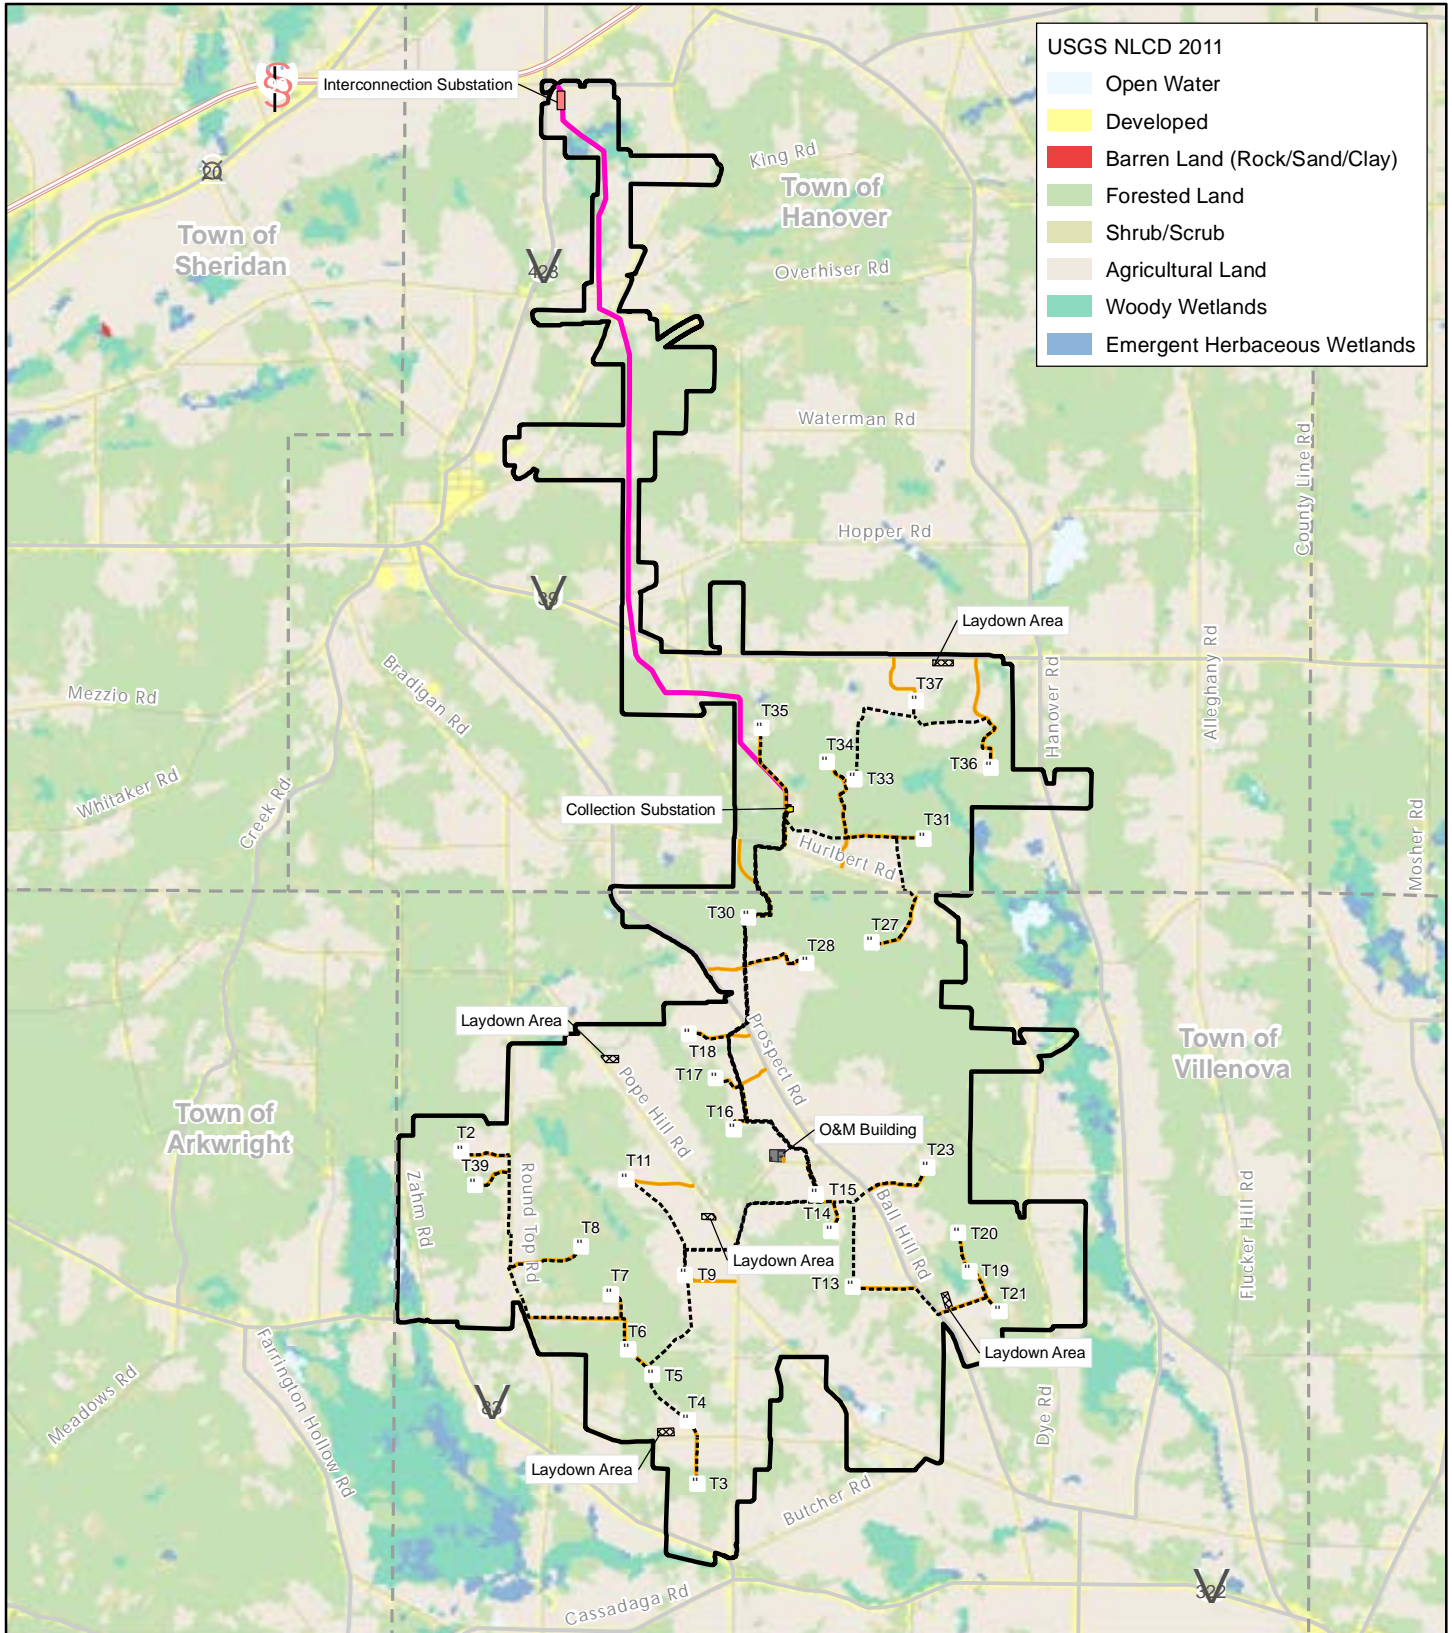 USGS NLCD 2011
Open Water
Developed
Barren Land (Rock/Sand/Clay)
Forested Land
Shrub/Scrub
Agricultural Land
Woody Wetlands
Emergent Herbaceous Wetlands
Interconnection Substation
20
King Rd
Town of
Hanover
Town of
Sheridan
428
Overhiser Rd
Waterman Rd
County Line Rd
Hopper Rd
39
Laydown Area
Alleghany Rd
Hanover Rd
Bradigan Rd
Mezzio Rd
T37
T35
T34
T33
T36
Whitaker Rd
Creek Rd
Collection Substation
T31
Hurlbert Rd
Mosher Rd
T30
T27
T28
Laydown Area
Prospect Rd
T18
Town of
Villenova
T17
Pope Hill Rd
T16
Town of
Arkwright
O&M Building
T2
T39
T11
T23
Zahm Rd
Round Top Rd
T15
T14
Ball Hill Rd
Flucker Hill Rd
T8
T20
Laydown Area
T9
T7
T13
T19
T21
T6
Laydown Area
Farrington Hollow Rd
T5
Meadows Rd
83
T4
Dye Rd
Laydown Area
T3
Butcher Rd
Cassadaga Rd
322